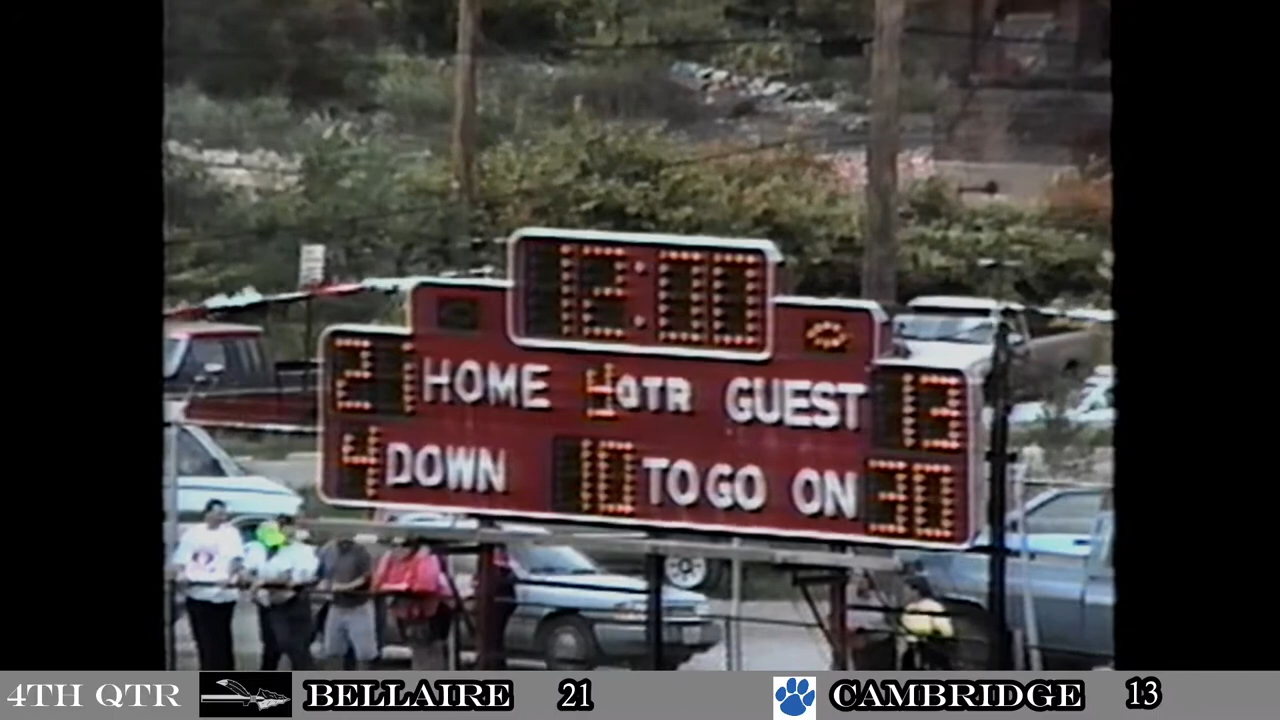 12:00
21 HOME 4 QTR GUEST 13
4 DOWN 10 TO GO ON 30
4TH QTR BELLAIRE 21 CAMBRIDGE 13